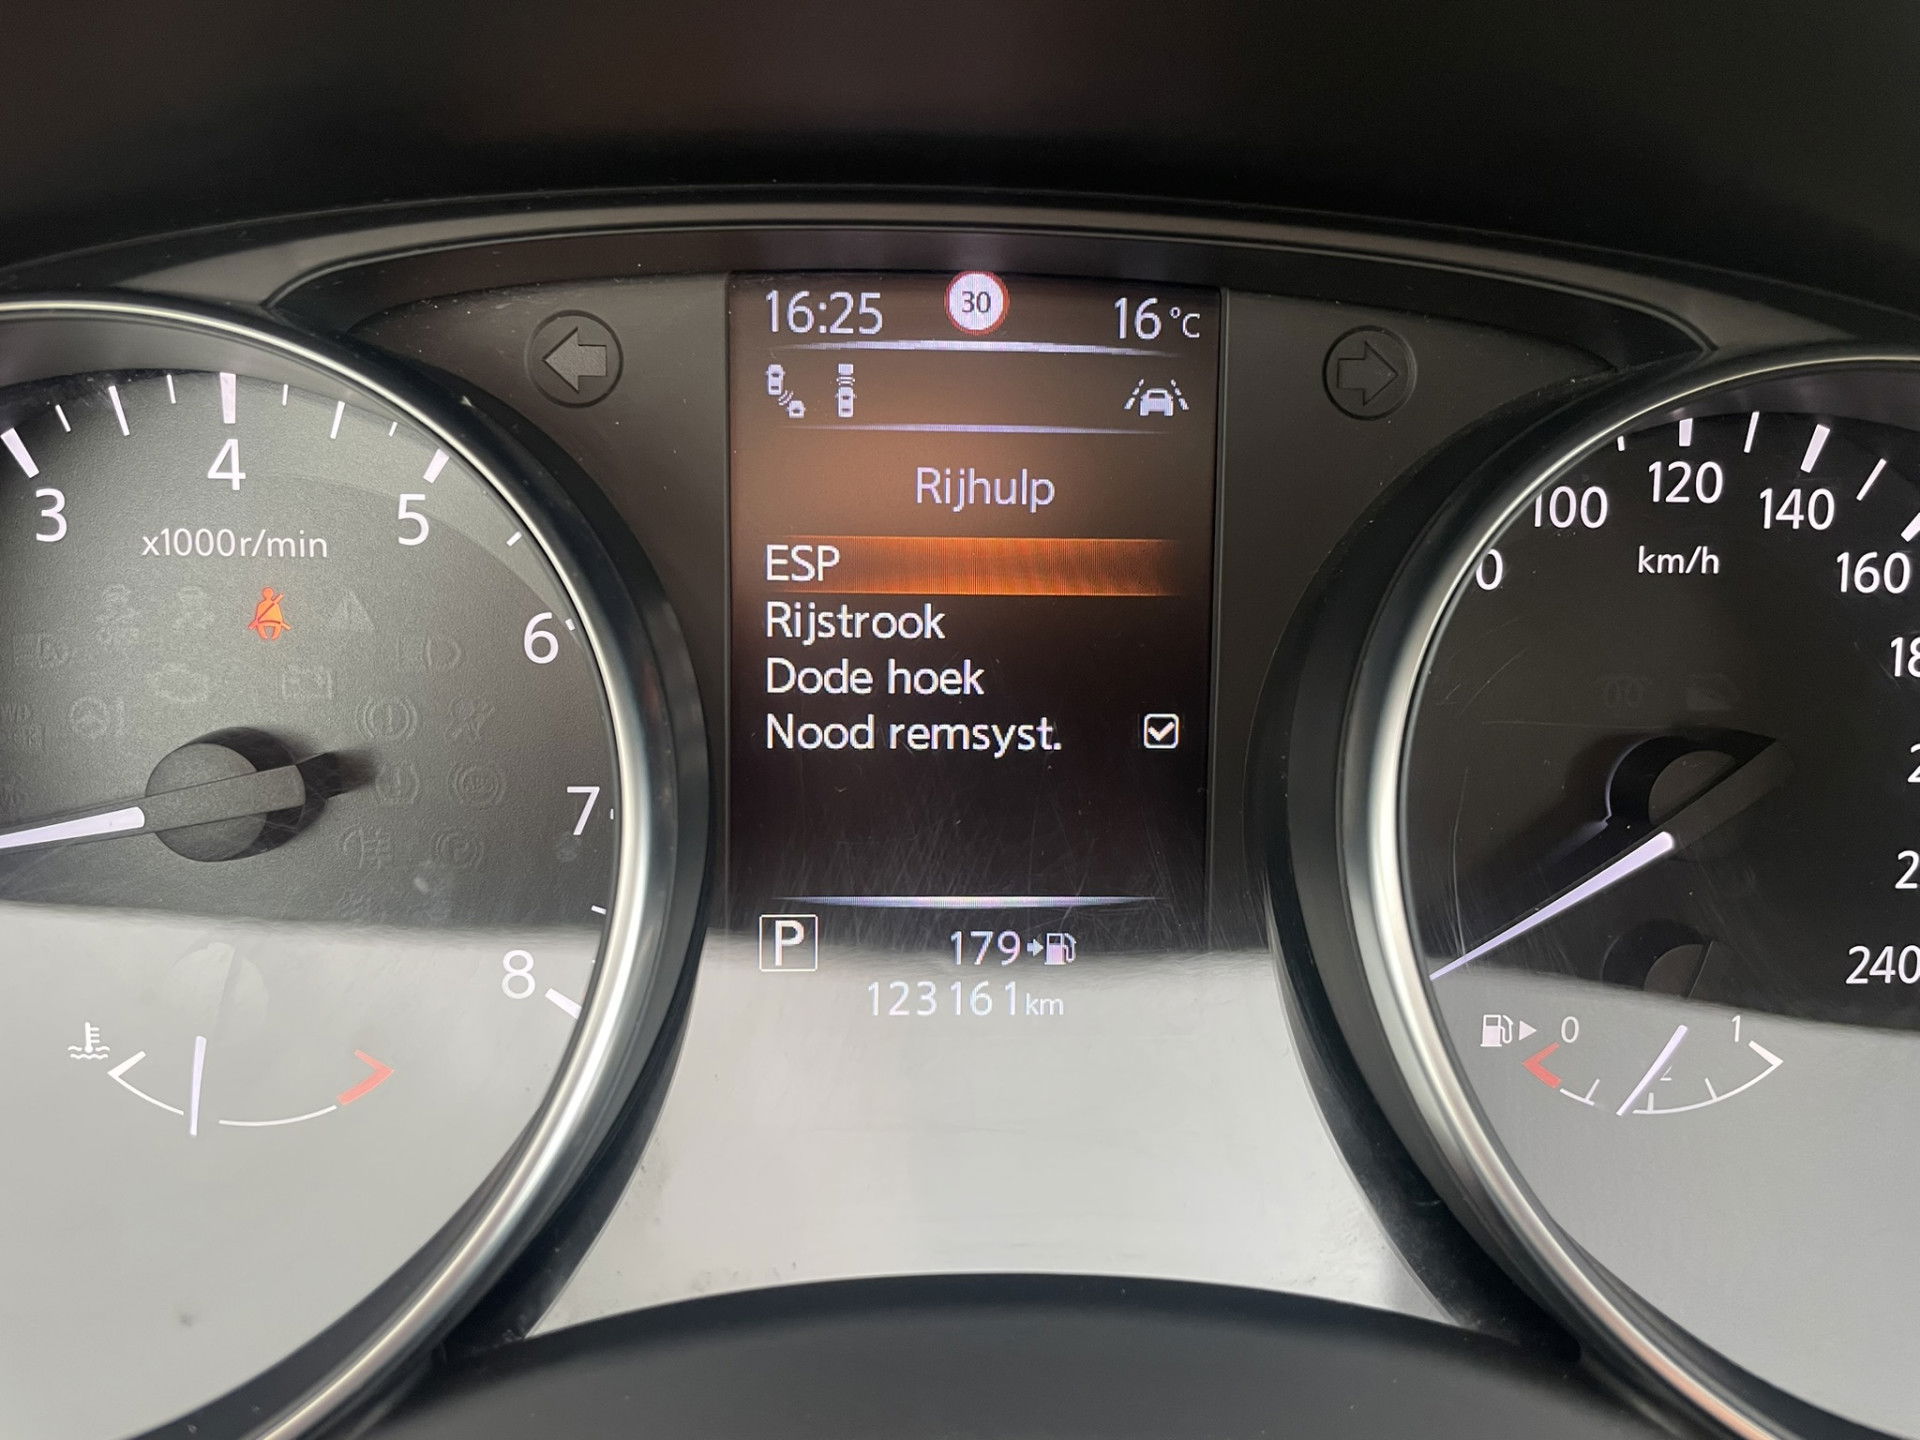 16:25 30 16°C
Rijhulp
ESP
Rijstrook
Dode hoek
Nood remsyst.
P 179
123161km
3 4 5 6 7 8
x1000r/min
100 120 140 160
km/h
240
0 1